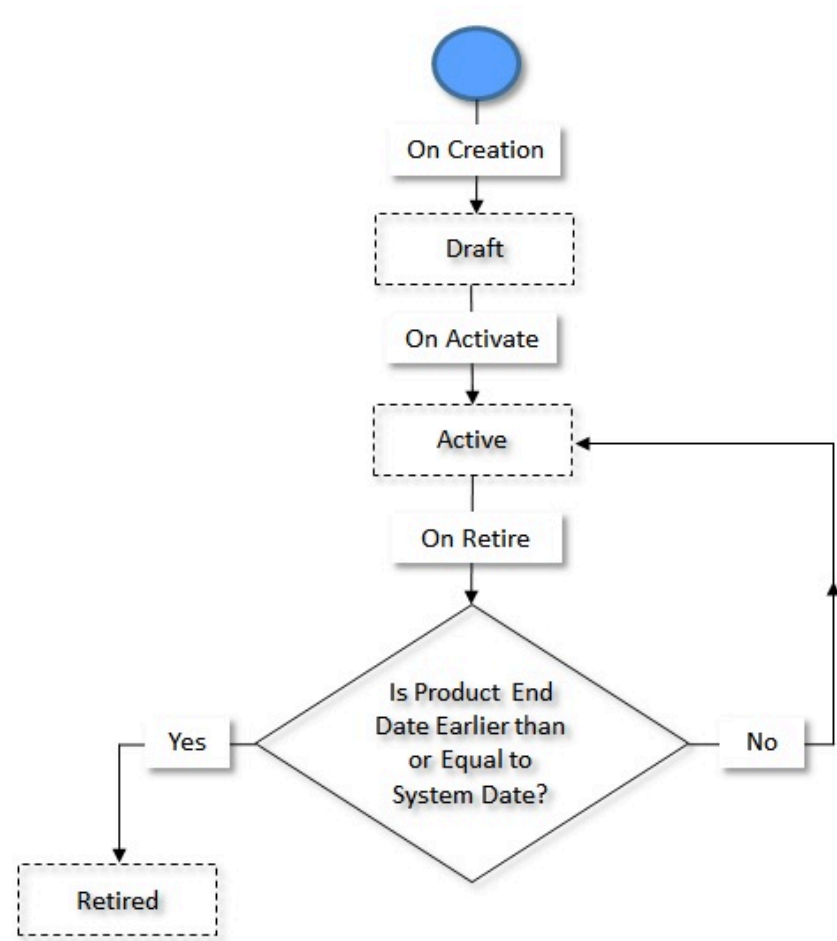 On Creation
Draft
On Activate
Active
On Retire
Is Product End
Date Earlier than
or Equal to
System Date?
Yes
No
Retired